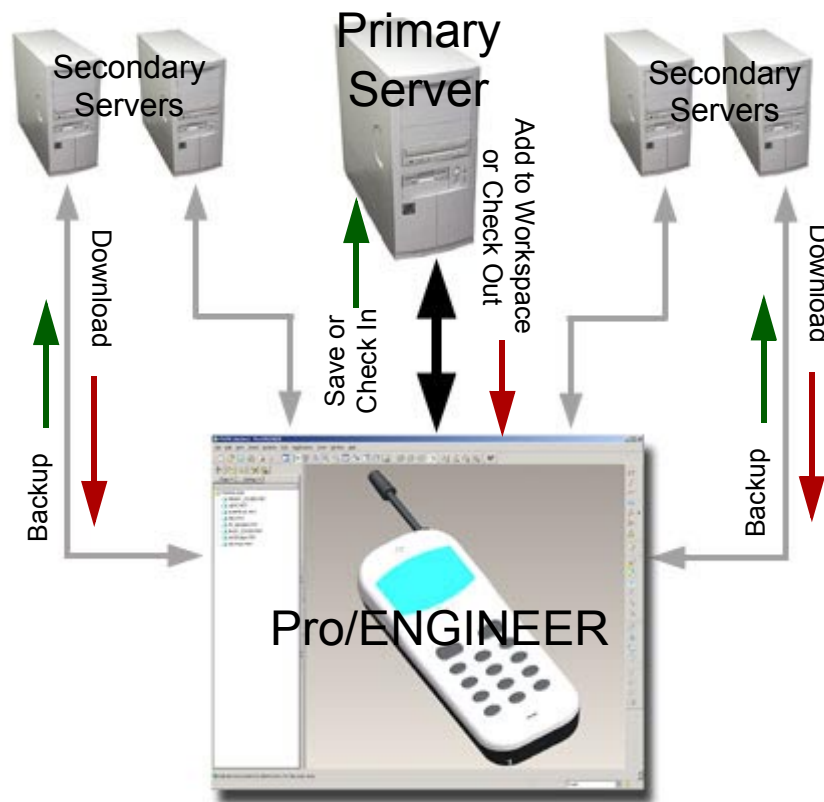 Primary
Server
Secondary
Servers
Secondary
Servers
Add to Workspace
or Check Out
Save or
Check In
Download
Backup
Download
Backup
Pro/ENGINEER